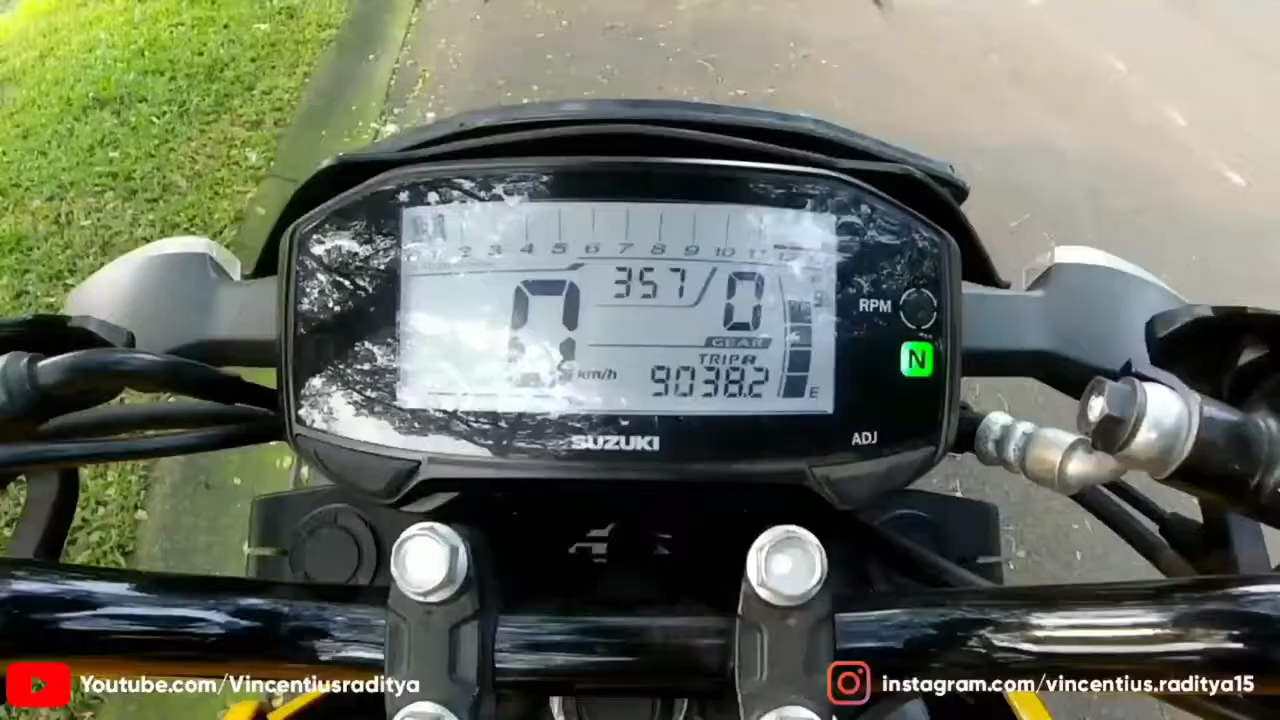 2 3 4 5 6 7 8 9 10 11 12
357 0
GEAR
km/h
TRIP A
9038.2
E
RPM
N
SUZUKI
ADJ
Youtube.com/Vincentiusraditya
instagram.com/vincentius.raditya15